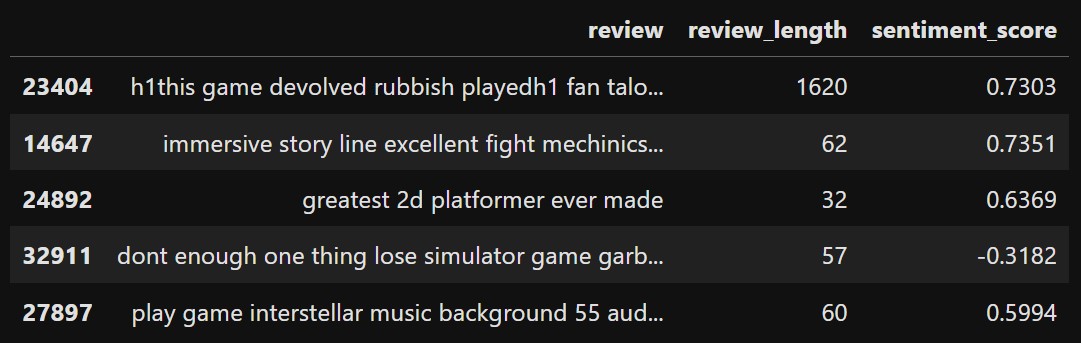 review review_length sentiment_score
23404 h1this game devolved rubbish playedh1 fan talo... 1620 0.7303
14647 immersive story line excellent fight mechinics... 62 0.7351
24892 greatest 2d platformer ever made 32 0.6369
32911 dont enough one thing lose simulator game garb... 57 -0.3182
27897 play game interstellar music background 55 aud... 60 0.5994